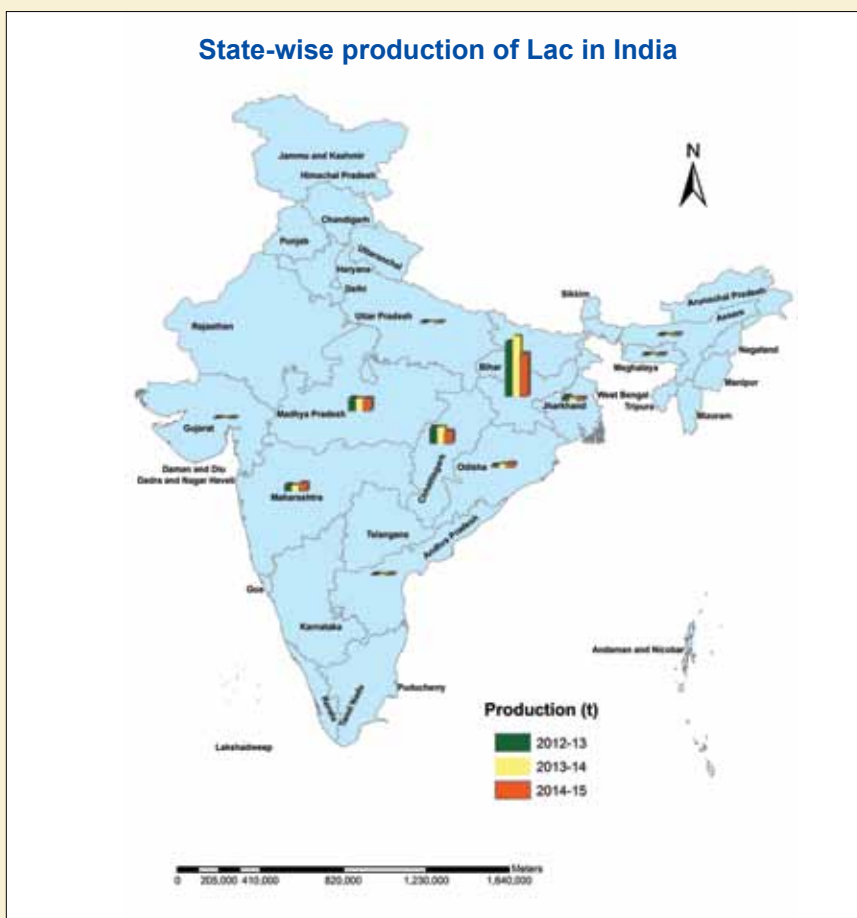 State-wise production of Lac in India
N
Jammu and Kashmir
Himachal Pradesh
Chandigarh
Punjab
Uttaranchal
Haryana
Delhi
Sikkim
Arunachal Pradesh
Assam
Uttar Pradesh
Rajasthan
Nagaland
Meghalaya
Bihar
Manipur
West Bengal
Jharkhand
Tripura
Mizoram
Madhya Pradesh
Gujarat
Chhattisgarh
Odisha
Daman and Diu
Dadra and Nagar Haveli
Maharashtra
Telangana
Andhra Pradesh
Goa
Karnataka
Andaman and Nicobar
Puducherry
Kerala
Tamil Nadu
Lakshadweep
Production (t)
2012-13
2013-14
2014-15
Meters
0 205,000 410,000 820,000 1,230,000 1,640,000